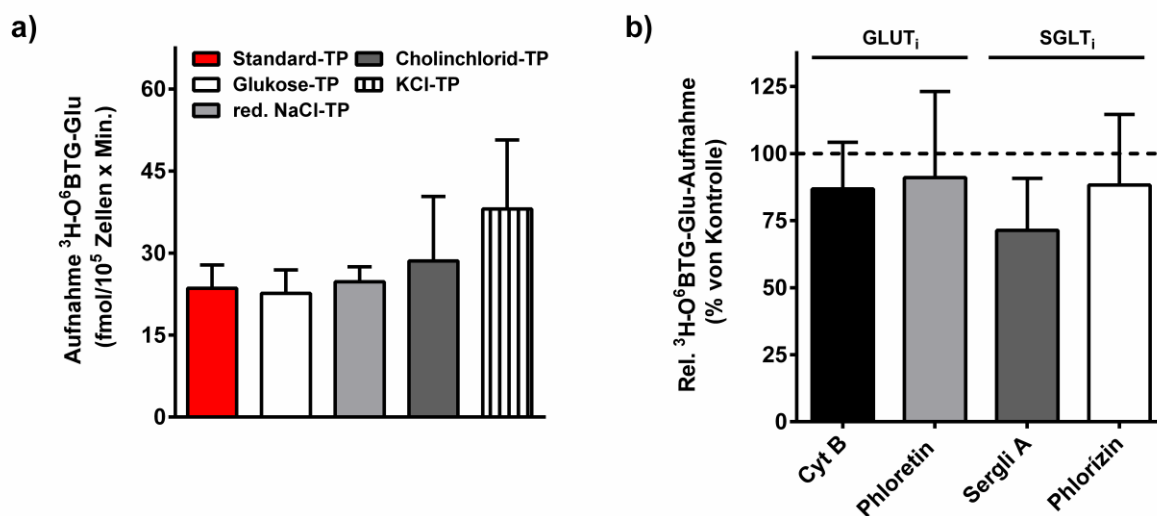 a)
Aufnahme ³H-O⁶BTG-Glu
(fmol/10⁵ Zellen x Min.)
60
45
30
15
0
Standard-TP
Cholinchlorid-TP
Glukose-TP
KCl-TP
red. NaCl-TP
b)
GLUTᵢ
SGLTᵢ
Rel. ³H-O⁶BTG-Glu-Aufnahme
(% von Kontrolle)
125
100
75
50
25
0
Cyt B
Phloretin
Sergli A
Phlorízin